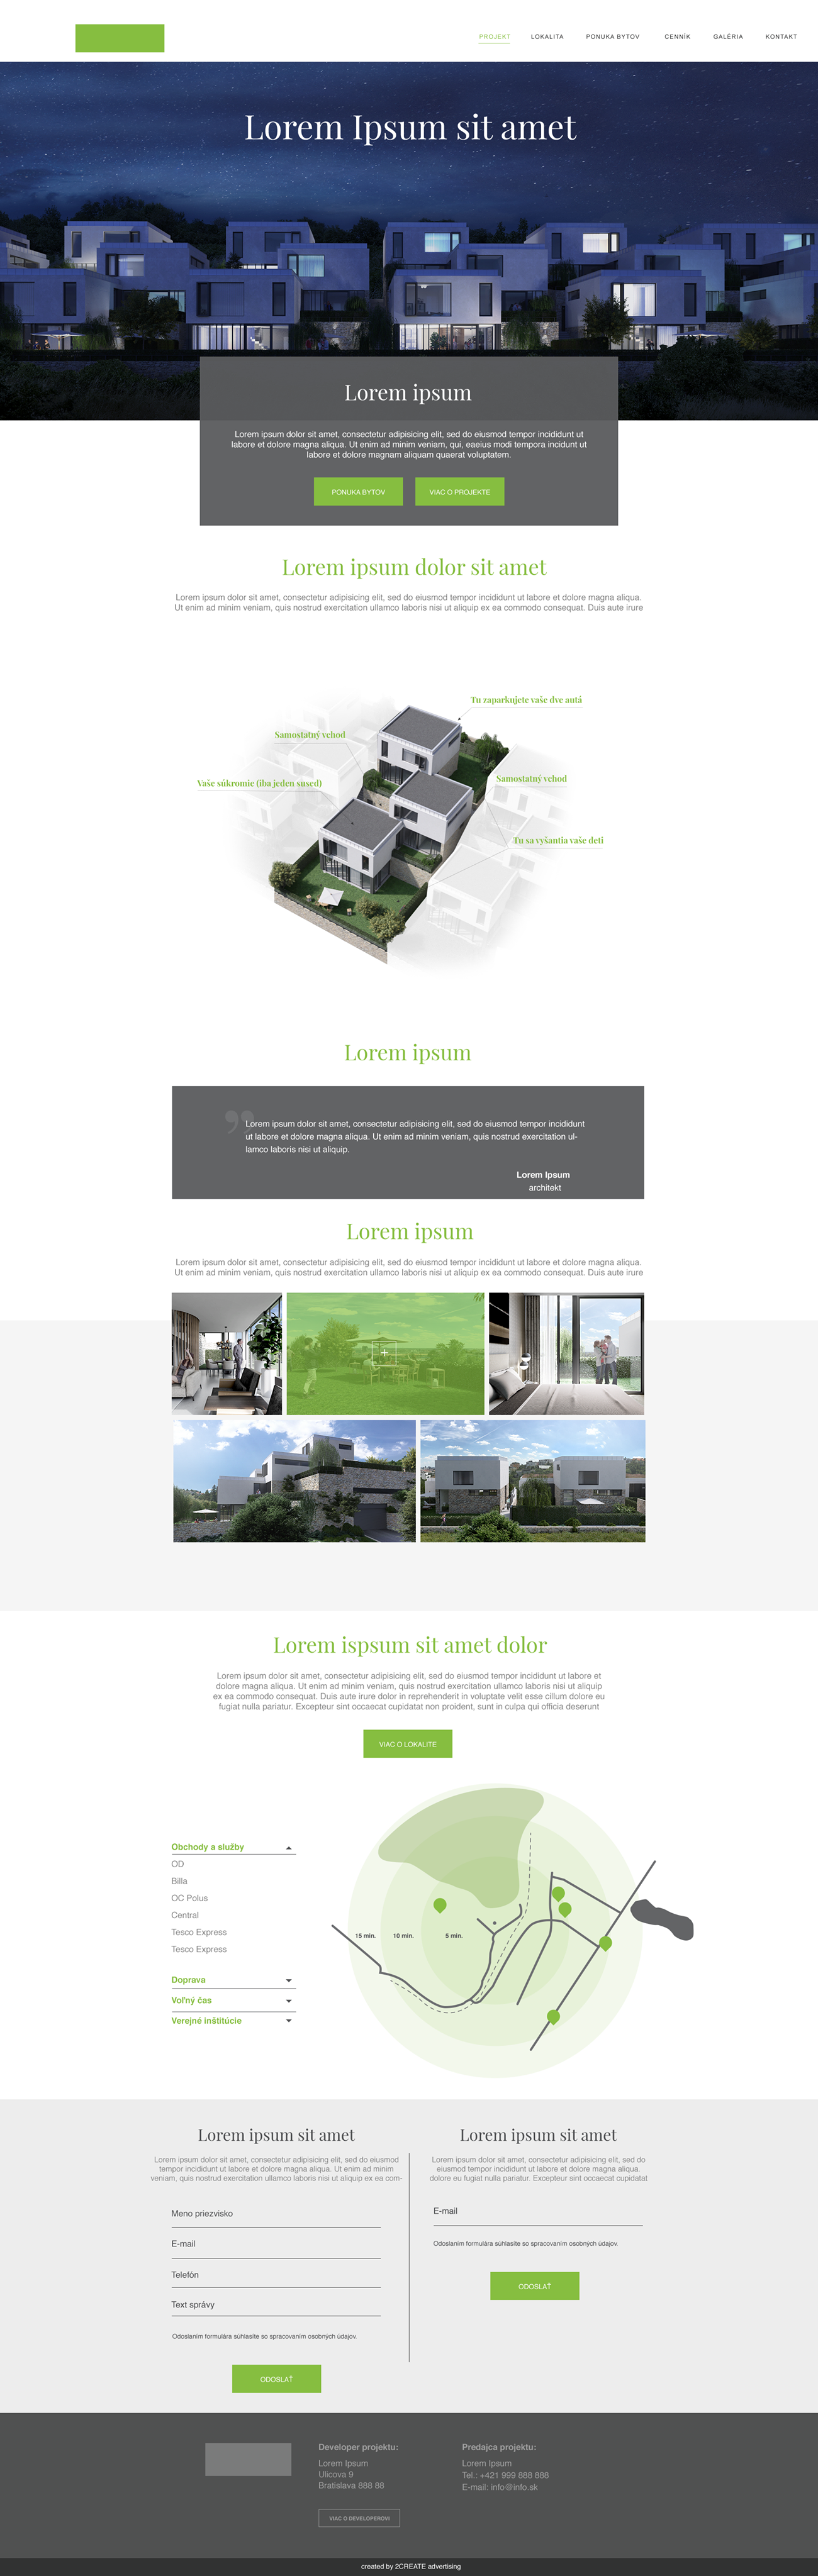 PROJEKT LOKALITA PONUKA BYTOV CENNÍK GALÉRIA KONTAKT
Lorem Ipsum sit amet
Lorem ipsum
Lorem ipsum dolor sit amet, consectetur adipisicing elit, sed do eiusmod tempor incididunt ut
labore et dolore magna aliqua. Ut enim ad minim veniam, qui, aeaius modi tempora incidunt ut
labore et dolore magnam aliquam quaerat voluptatem.
PONUKA BYTOV VIAC O PROJEKTE
Lorem ipsum dolor sit amet
Lorem ipsum dolor sit amet, consectetur adipisicing elit, sed do eiusmod tempor incididunt ut labore et dolore magna aliqua.
Ut enim ad minim veniam, quis nostrud exercitation ullamco laboris nisi ut aliquip ex ea commodo consequat. Duis aute irure
Tu zaparkujete vaše dve autá
Samostatný vchod
Samostatný vchod
Vaše súkromie (iba jeden sused)
Tu sa vyšantia vaše deti
Lorem ipsum
Lorem ipsum dolor sit amet, consectetur adipisicing elit, sed do eiusmod tempor incididunt
ut labore et dolore magna aliqua. Ut enim ad minim veniam, quis nostrud exercitation ul-
lamco laboris nisi ut aliquip.
Lorem Ipsum
architekt
Lorem ipsum
Lorem ipsum dolor sit amet, consectetur adipisicing elit, sed do eiusmod tempor incididunt ut labore et dolore magna aliqua.
Ut enim ad minim veniam, quis nostrud exercitation ullamco laboris nisi ut aliquip ex ea commodo consequat. Duis aute irure
Lorem ispsum sit amet dolor
Lorem ipsum dolor sit amet, consectetur adipisicing elit, sed do eiusmod tempor incididunt ut labore et
dolore magna aliqua. Ut enim ad minim veniam, quis nostrud exercitation ullamco laboris nisi ut aliquip
ex ea commodo consequat. Duis aute irure dolor in reprehenderit in voluptate velit esse cillum dolore eu
fugiat nulla pariatur. Excepteur sint occaecat cupidatat non proident, sunt in culpa qui officia deserunt
VIAC O LOKALITE
Obchody a služby
OD
Billa
OC Polus
Central
Tesco Express
Tesco Express
Doprava
Voľný čas
Verejné inštitúcie
15 min. 10 min. 5 min.
Lorem ipsum sit amet
Lorem ipsum dolor sit amet, consectetur adipisicing elit, sed do eiusmod
tempor incididunt ut labore et dolore magna aliqua. Ut enim ad minim
veniam, quis nostrud exercitation ullamco laboris nisi ut aliquip ex ea com-
Meno priezvisko
E-mail
Telefón
Text správy
Odoslaním formulára súhlasíte so spracovaním osobných údajov.
ODOSLAŤ
Lorem ipsum sit amet
Lorem ipsum dolor sit amet, consectetur adipisicing elit, sed do
eiusmod tempor incididunt ut labore et dolore magna aliqua.
dolore eu fugiat nulla pariatur. Excepteur sint occaecat cupidatat
E-mail
Odoslaním formulára súhlasíte so spracovaním osobných údajov.
ODOSLAŤ
Developer projektu:
Lorem Ipsum
Ulicova 9
Bratislava 888 88
VIAC O DEVELOPEROVI
Predajca projektu:
Lorem Ipsum
Tel.: +421 999 888 888
E-mail: info@info.sk
created by 2CREATE advertising